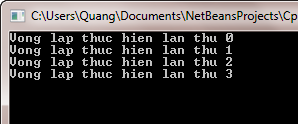 C:\Users\Quang\Documents\NetBeansProjects\Cp
Vong lap thuc hien lan thu 0
Vong lap thuc hien lan thu 1
Vong lap thuc hien lan thu 2
Vong lap thuc hien lan thu 3